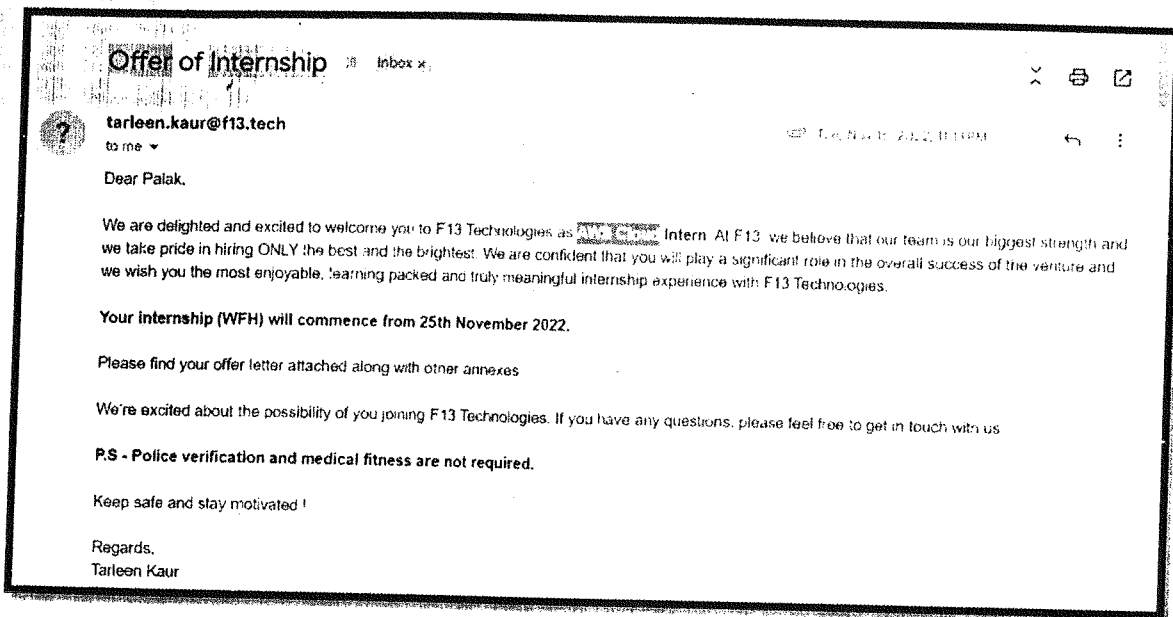 Offer of Internship Inbox x
?
tarleen.kaur@f13.tech
to me
Dear Palak,
We are delighted and excited to welcome you to F13 Technologies as AWS Cloud Intern. At F13 we believe that our team is our biggest strength and
we take pride in hiring ONLY the best and the brightest. We are confident that you will play a significant role in the overall success of the venture and
we wish you the most enjoyable, learning packed and truly meaningful internship experience with F13 Technologies.
Your internship (WFH) will commence from 25th November 2022.
Please find your offer letter attached along with other annexes
We're excited about the possibility of you joining F13 Technologies. If you have any questions, please feel free to get in touch with us
P.S - Police verification and medical fitness are not required.
Keep safe and stay motivated !
Regards,
Tarleen Kaur